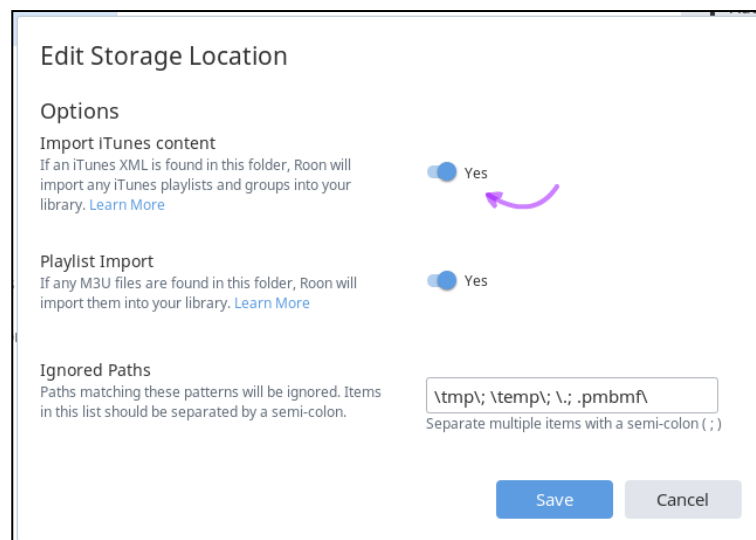 Edit Storage Location
Options
Import iTunes content
If an iTunes XML is found in this folder, Roon will
import any iTunes playlists and groups into your
library. Learn More
Yes
Playlist Import
If any M3U files are found in this folder, Roon will
import them into your library. Learn More
Yes
Ignored Paths
Paths matching these patterns will be ignored. Items
in this list should be separated by a semi-colon.
\tmp\; \temp\; \.; .pmbmf\
Separate multiple items with a semi-colon ( ; )
Save
Cancel